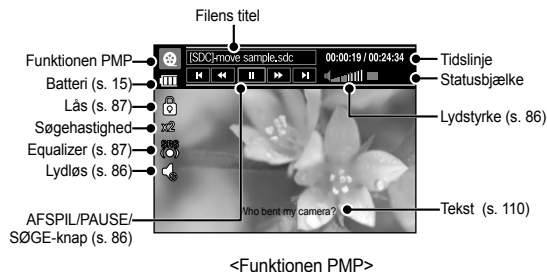 Filens titel
Funktionen PMP
[SDC]-move sample.sdc
00:00:19 / 00:24:34
Tidslinje
Batteri (s. 15)
Statusbjælke
Lås (s. 87)
Lydstyrke (s. 86)
Søgehastighed
x2
Equalizer (s. 87)
SRS
Lydløs (s. 86)
AFSPIL/PAUSE/
SØGE-knap (s. 86)
Who bent my camera?
Tekst (s. 110)
<Funktionen PMP>